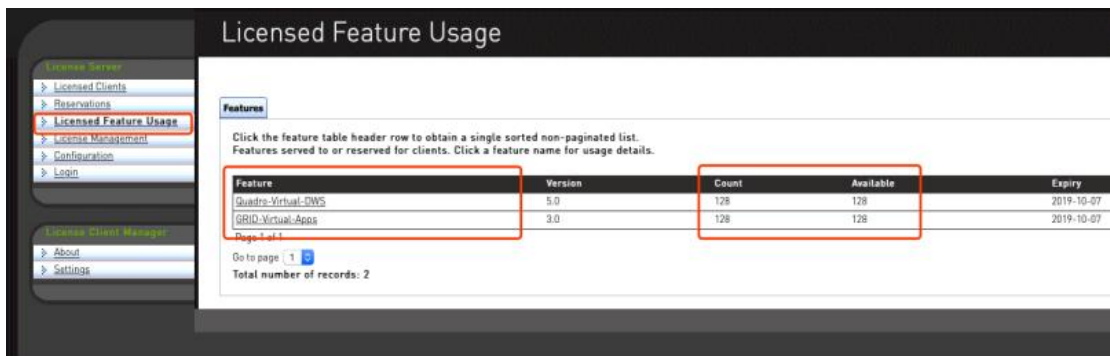 Licensed Feature Usage
License Server
Licensed Clients
Reservations
Licensed Feature Usage
License Management
Configuration
Login
License Client Manager
About
Settings
Features
Click the feature table header row to obtain a single sorted non-paginated list.
Features served to or reserved for clients. Click a feature name for usage details.
Feature Version Count Available Expiry
Quadro-Virtual-DWS 5.0 128 128 2019-10-07
GRID-Virtual-Apps 3.0 128 128 2019-10-07
Page 1 of 1
Go to page 1
Total number of records: 2